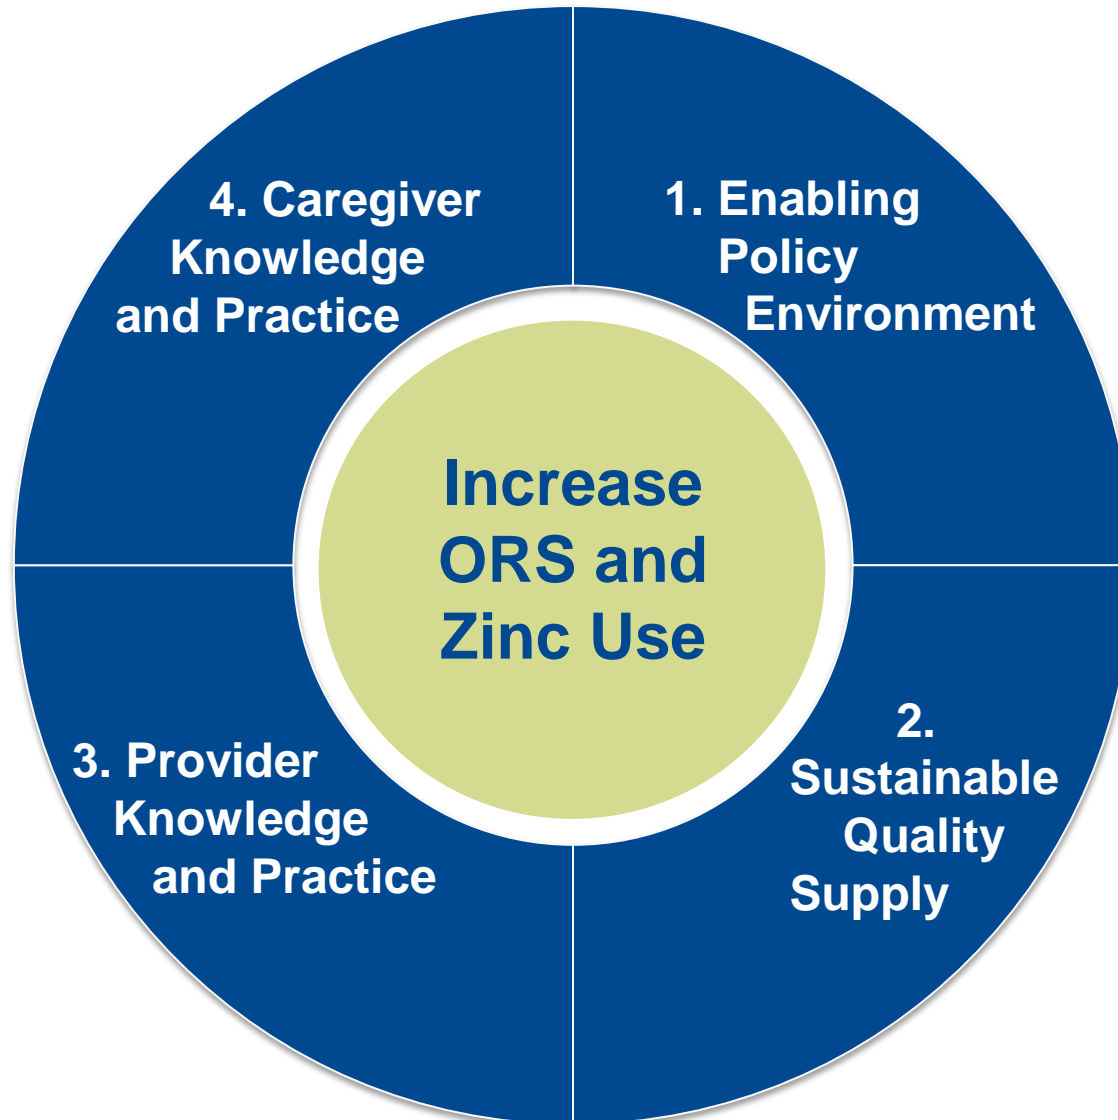 1. Enabling
Policy
Environment
2.
Sustainable
Quality
Supply
3. Provider
Knowledge
and Practice
4. Caregiver
Knowledge
and Practice
Increase
ORS and
Zinc Use